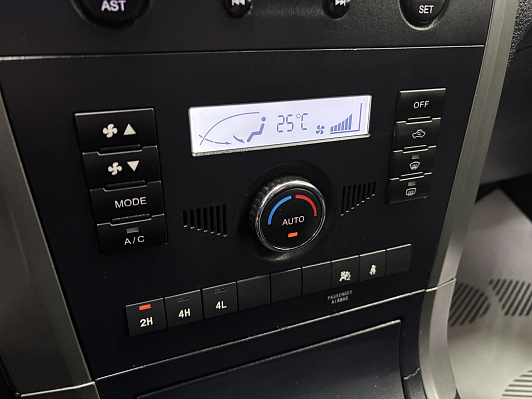 AST
SET
25°C
OFF
MODE
A/C
AUTO
2H
4H
4L
PASSENGER
AIRBAG